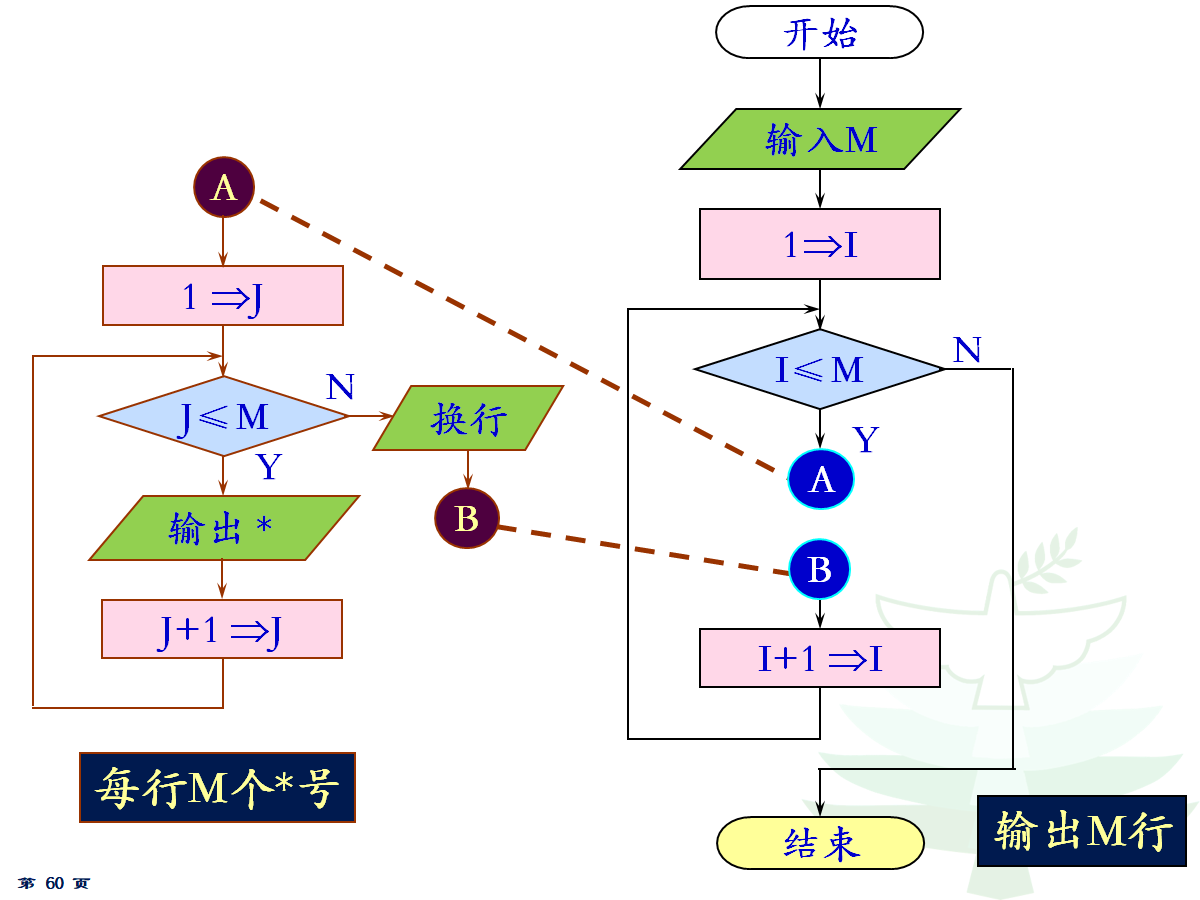 开始
输入M
1⇒I
I≤M
N
Y
A
B
I+1⇒I
结束
输出M行
A
1⇒J
J≤M
N
换行
B
Y
输出 *
J+1⇒J
每行M个*号
第 60 页